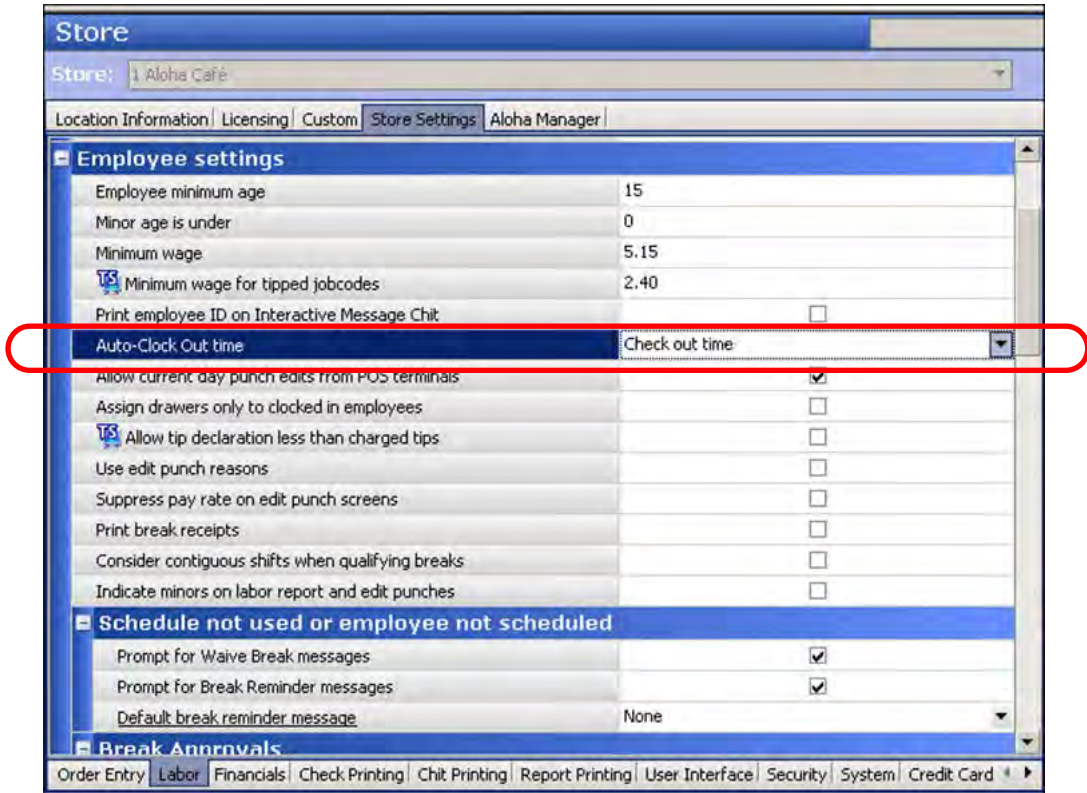 Store
Store: 1 Aloha Café
Location Information Licensing Custom Store Settings Aloha Manager
Employee settings
Employee minimum age 15
Minor age is under 0
Minimum wage 5.15
TS Minimum wage for tipped jobcodes 2.40
Print employee ID on Interactive Message Chit
Auto-Clock Out time Check out time
Allow current day punch edits from POS terminals
Assign drawers only to clocked in employees
TS Allow tip declaration less than charged tips
Use edit punch reasons
Suppress pay rate on edit punch screens
Print break receipts
Consider contiguous shifts when qualifying breaks
Indicate minors on labor report and edit punches
Schedule not used or employee not scheduled
Prompt for Waive Break messages
Prompt for Break Reminder messages
Default break reminder message None
Break Approvals
Order Entry Labor Financials Check Printing Chit Printing Report Printing User Interface Security System Credit Card